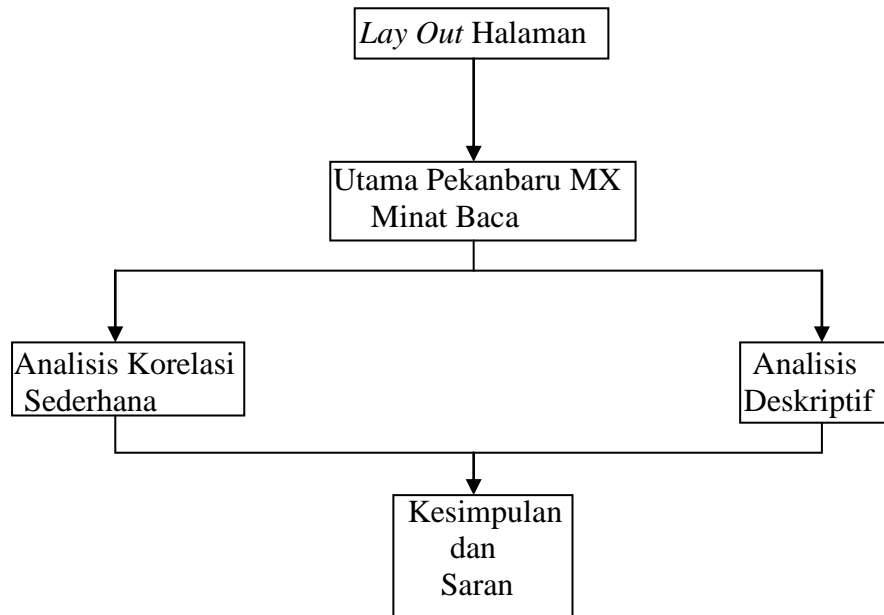 Lay Out Halaman
Utama Pekanbaru MX
Minat Baca
Analisis Korelasi
Sederhana
Analisis
Deskriptif
Kesimpulan
dan
Saran